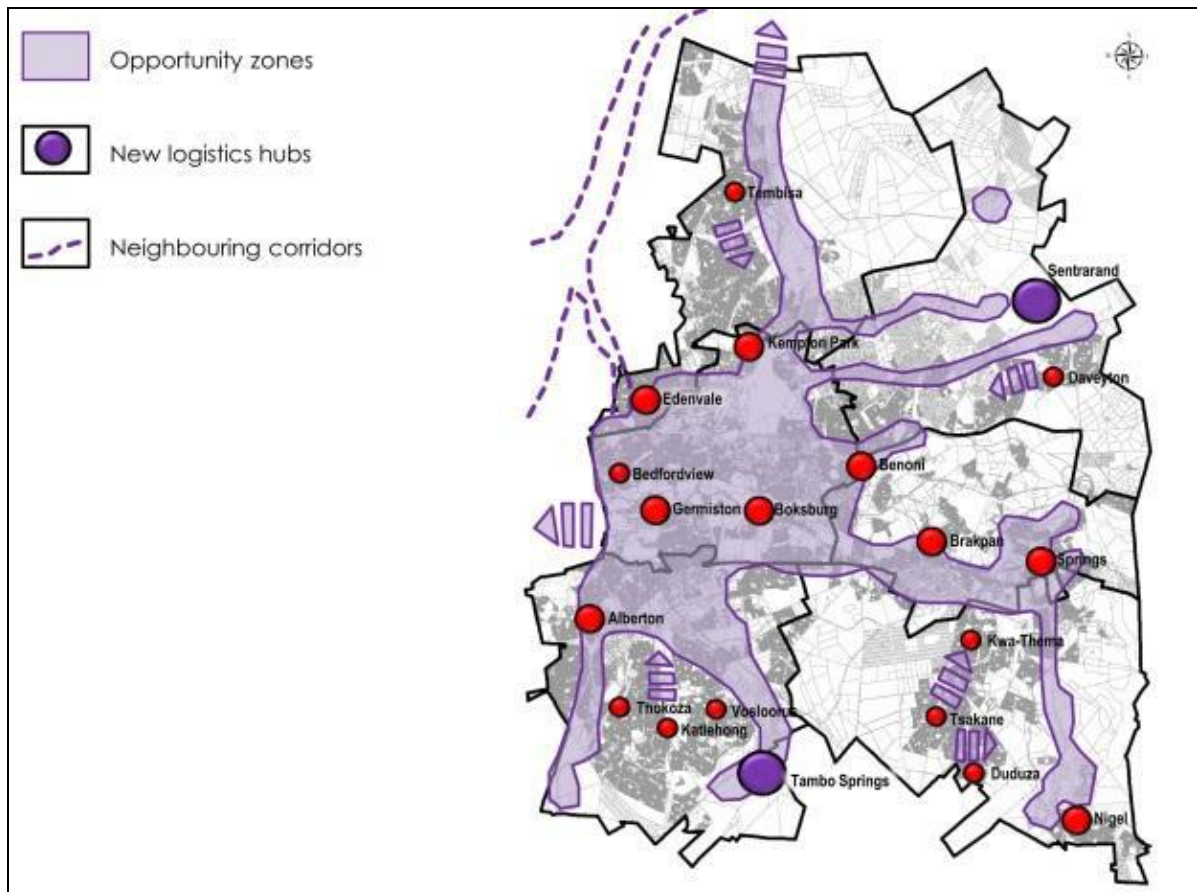 Opportunity zones
New logistics hubs
Neighbouring corridors
Tembisa
Sentrarand
Kempton Park
Daveyton
Edenvale
Benoni
Bedfordview
Germiston
Boksburg
Brakpan
Springs
Alberton
Kwa-Thema
Thokoza
Vosloorus
Tsakane
Katlehong
Tambo Springs
Duduza
Nigel